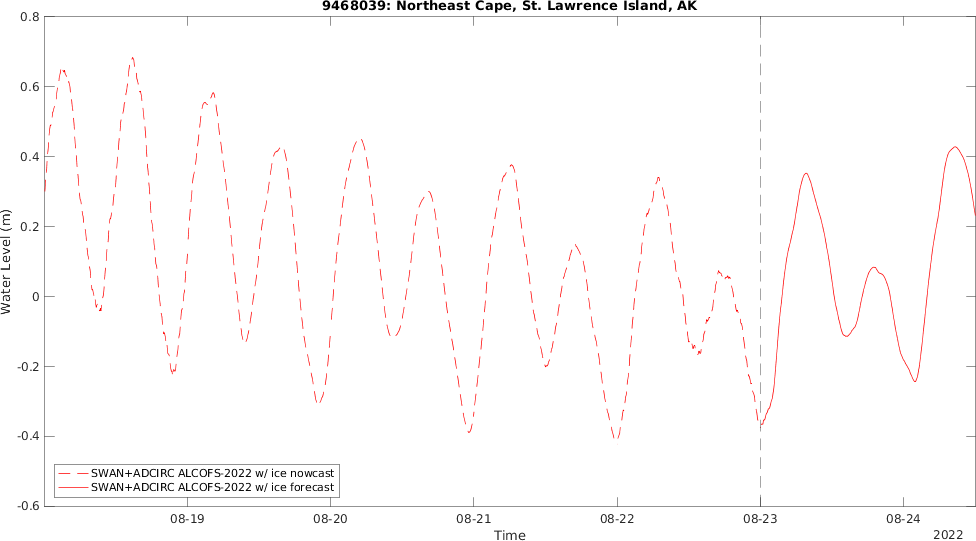 9468039: Northeast Cape, St. Lawrence Island, AK
0.8
0.6
0.4
0.2
0
-0.2
-0.4
-0.6
Water Level (m)
SWAN+ADCIRC ALCOFS-2022 w/ ice nowcast
SWAN+ADCIRC ALCOFS-2022 w/ ice forecast
08-19 08-20 08-21 08-22 08-23 08-24
Time
2022